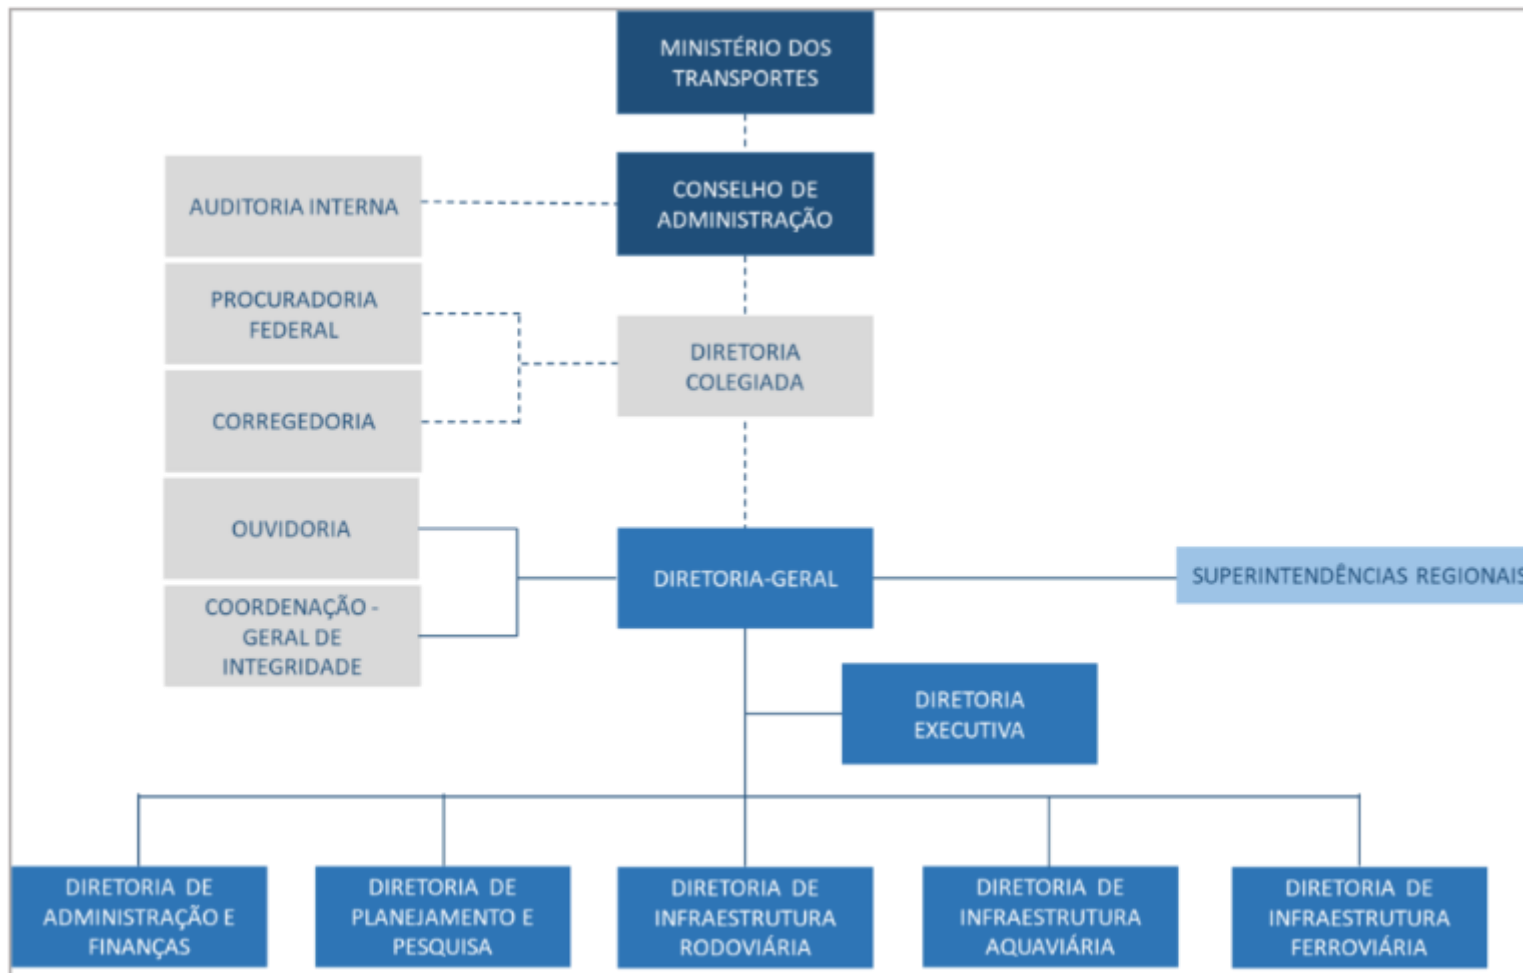 MINISTÉRIO DOS
TRANSPORTES
AUDITORIA INTERNA
CONSELHO DE
ADMINISTRAÇÃO
PROCURADORIA
FEDERAL
DIRETORIA
COLEGIADA
CORREGEDORIA
OUVIDORIA
DIRETORIA-GERAL
SUPERINTENDÊNCIAS REGIONAIS
COORDENAÇÃO -
GERAL DE
INTEGRIDADE
DIRETORIA
EXECUTIVA
DIRETORIA DE
ADMINISTRAÇÃO E
FINANÇAS
DIRETORIA DE
PLANEJAMENTO E
PESQUISA
DIRETORIA DE
INFRAESTRUTURA
RODOVIÁRIA
DIRETORIA DE
INFRAESTRUTURA
AQUAVIÁRIA
DIRETORIA DE
INFRAESTRUTURA
FERROVIÁRIA